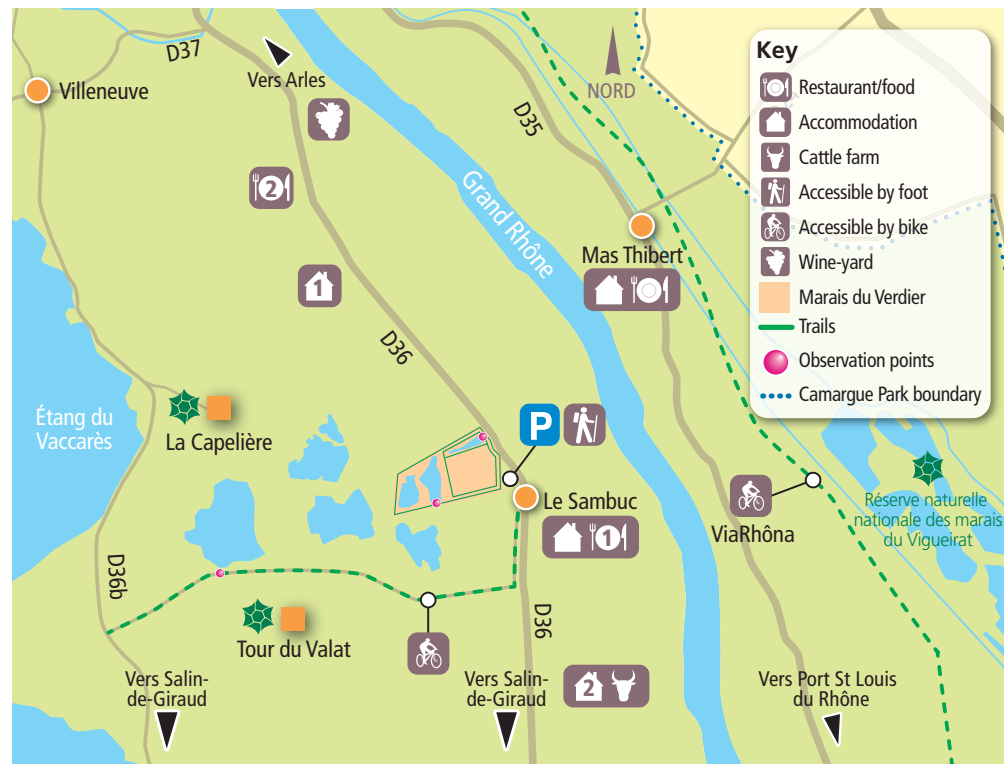 D37
Vers Arles
NORD
Villeneuve
D35
2
Grand Rhône
Mas Thibert
1
D36
Étang du
Vaccarès
La Capelière
P
Le Sambuc
1
ViaRhôna
Réserve naturelle
nationale des marais
du Vigueirat
D36b
Tour du Valat
D36
Vers Salin-
de-Giraud
Vers Salin-
de-Giraud
2
Vers Port St Louis
du Rhône
Key
Restaurant/food
Accommodation
Cattle farm
Accessible by foot
Accessible by bike
Wine-yard
Marais du Verdier
Trails
Observation points
Camargue Park boundary